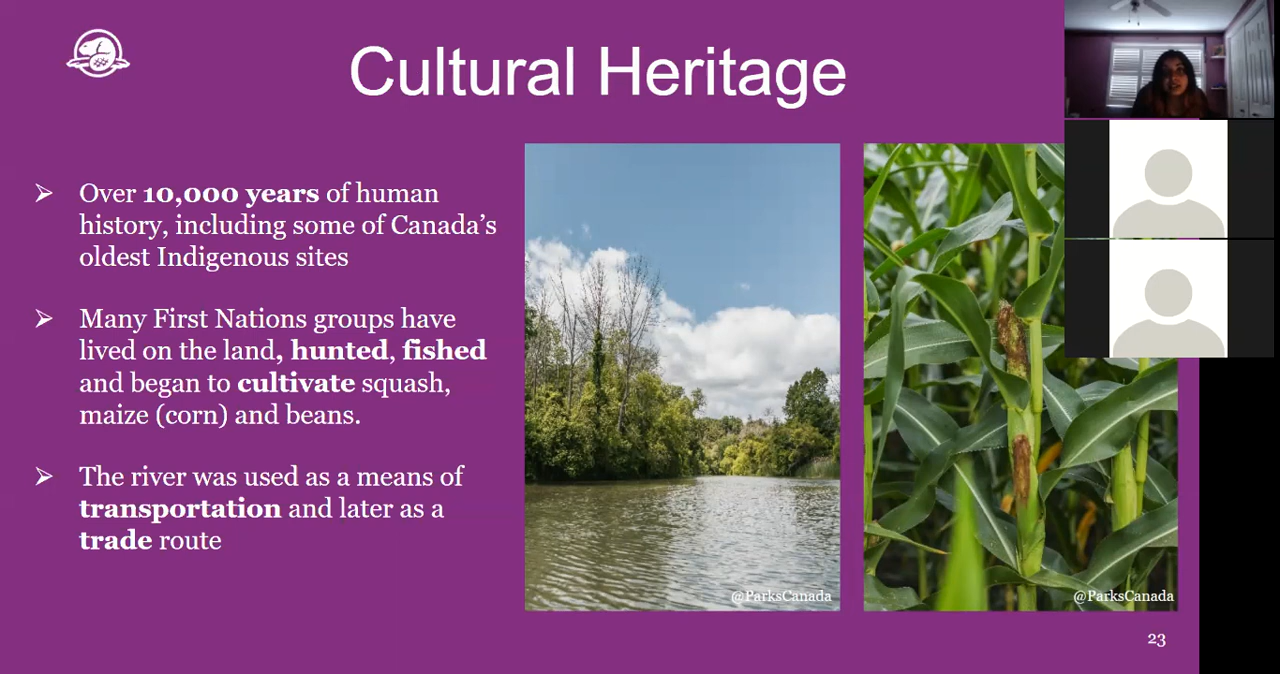 Cultural Heritage
➢ Over 10,000 years of human
history, including some of Canada’s
oldest Indigenous sites
➢ Many First Nations groups have
lived on the land, hunted, fished
and began to cultivate squash,
maize (corn) and beans.
➢ The river was used as a means of
transportation and later as a
trade route
@ParksCanada
@ParksCanada
23